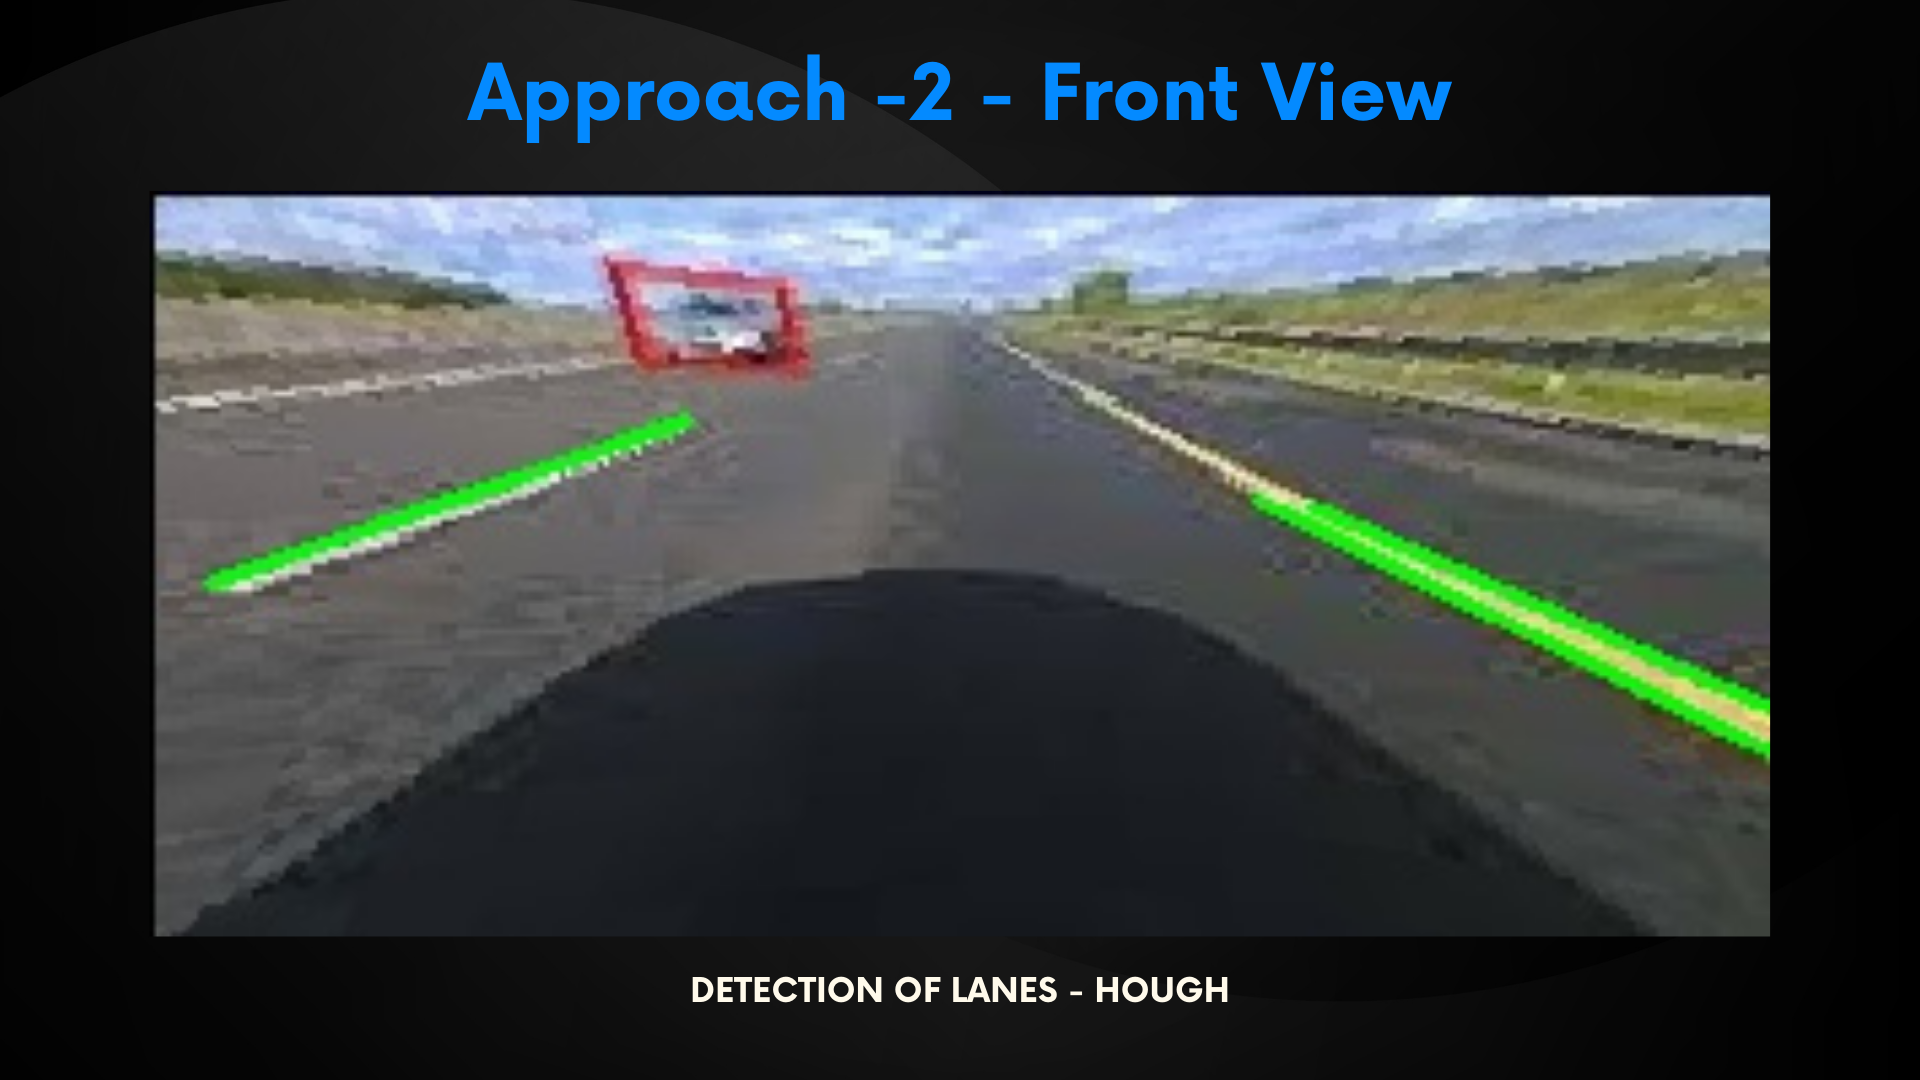 Approach -2 - Front View
DETECTION OF LANES - HOUGH